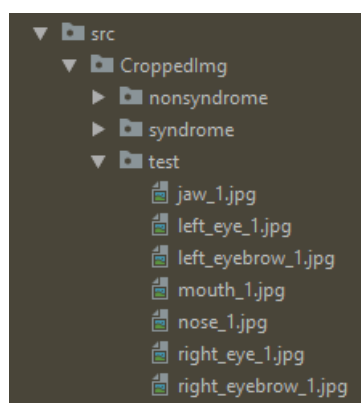 src
CroppedImg
nonsyndrome
syndrome
test
jaw_1.jpg
left_eye_1.jpg
left_eyebrow_1.jpg
mouth_1.jpg
nose_1.jpg
right_eye_1.jpg
right_eyebrow_1.jpg